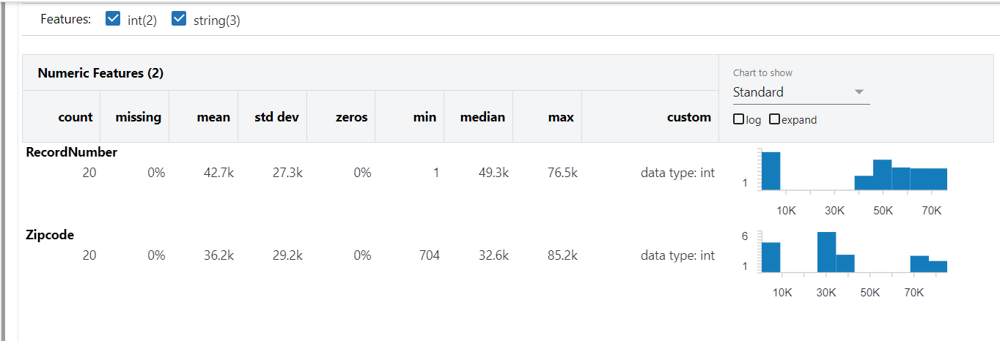 Features: int(2) string(3)
Numeric Features (2)
Chart to show
Standard
log expand
count missing mean std dev zeros min median max custom
RecordNumber
20 0% 42.7k 27.3k 0% 1 49.3k 76.5k data type: int
1
10K 30K 50K 70K
Zipcode
20 0% 36.2k 29.2k 0% 704 32.6k 85.2k data type: int
6
1
10K 30K 50K 70K